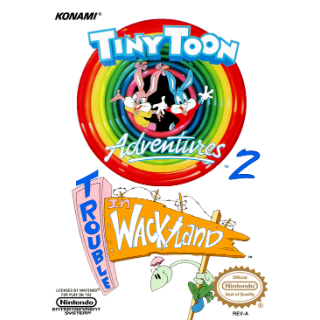 KONAMI®
TINY TOON
Adventures™ 2
TROUBLE
in
WACKYLAND
LICENSED BY NINTENDO®
FOR PLAY ON THE
Nintendo
ENTERTAINMENT
SYSTEM®
Official
Nintendo
Seal of Quality
REV-A